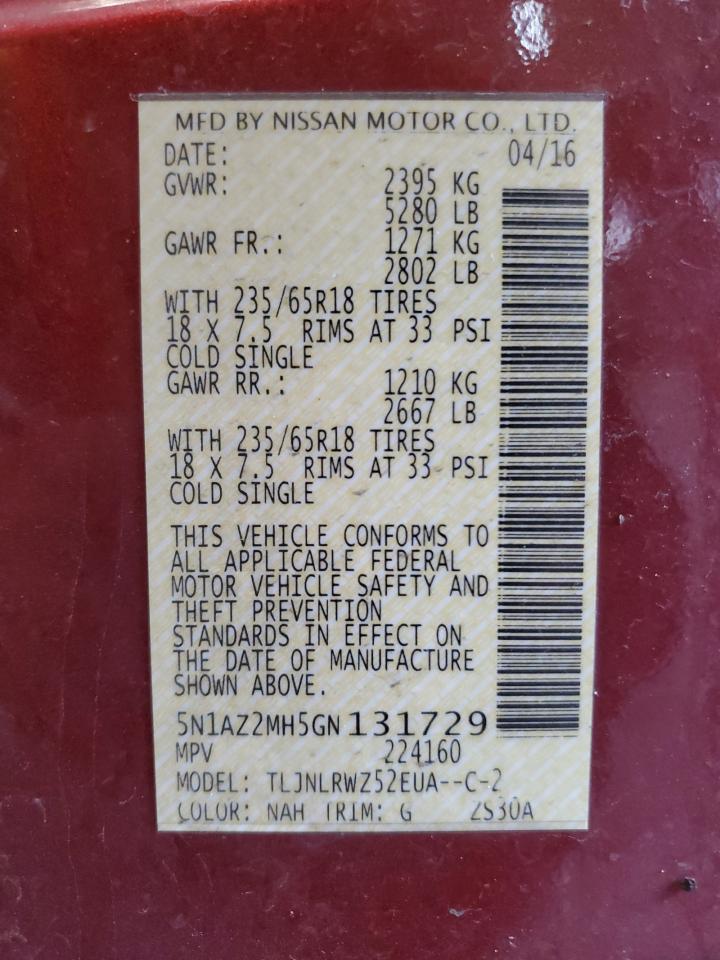 MFD BY NISSAN MOTOR CO., LTD.
DATE: 04/16
GVWR: 2395 KG
5280 LB
GAWR FR.: 1271 KG
2802 LB
WITH 235/65R18 TIRES
18 X 7.5 RIMS AT 33 PSI
COLD SINGLE
GAWR RR.: 1210 KG
2667 LB
WITH 235/65R18 TIRES
18 X 7.5 RIMS AT 33 PSI
COLD SINGLE
THIS VEHICLE CONFORMS TO
ALL APPLICABLE FEDERAL
MOTOR VEHICLE SAFETY AND
THEFT PREVENTION
STANDARDS IN EFFECT ON
THE DATE OF MANUFACTURE
SHOWN ABOVE.
5N1AZ2MH5GN131729
MPV 224160
MODEL: TLJNLRWZ52EUA--C-2
COLOR: NAH TRIM: G ZS30A